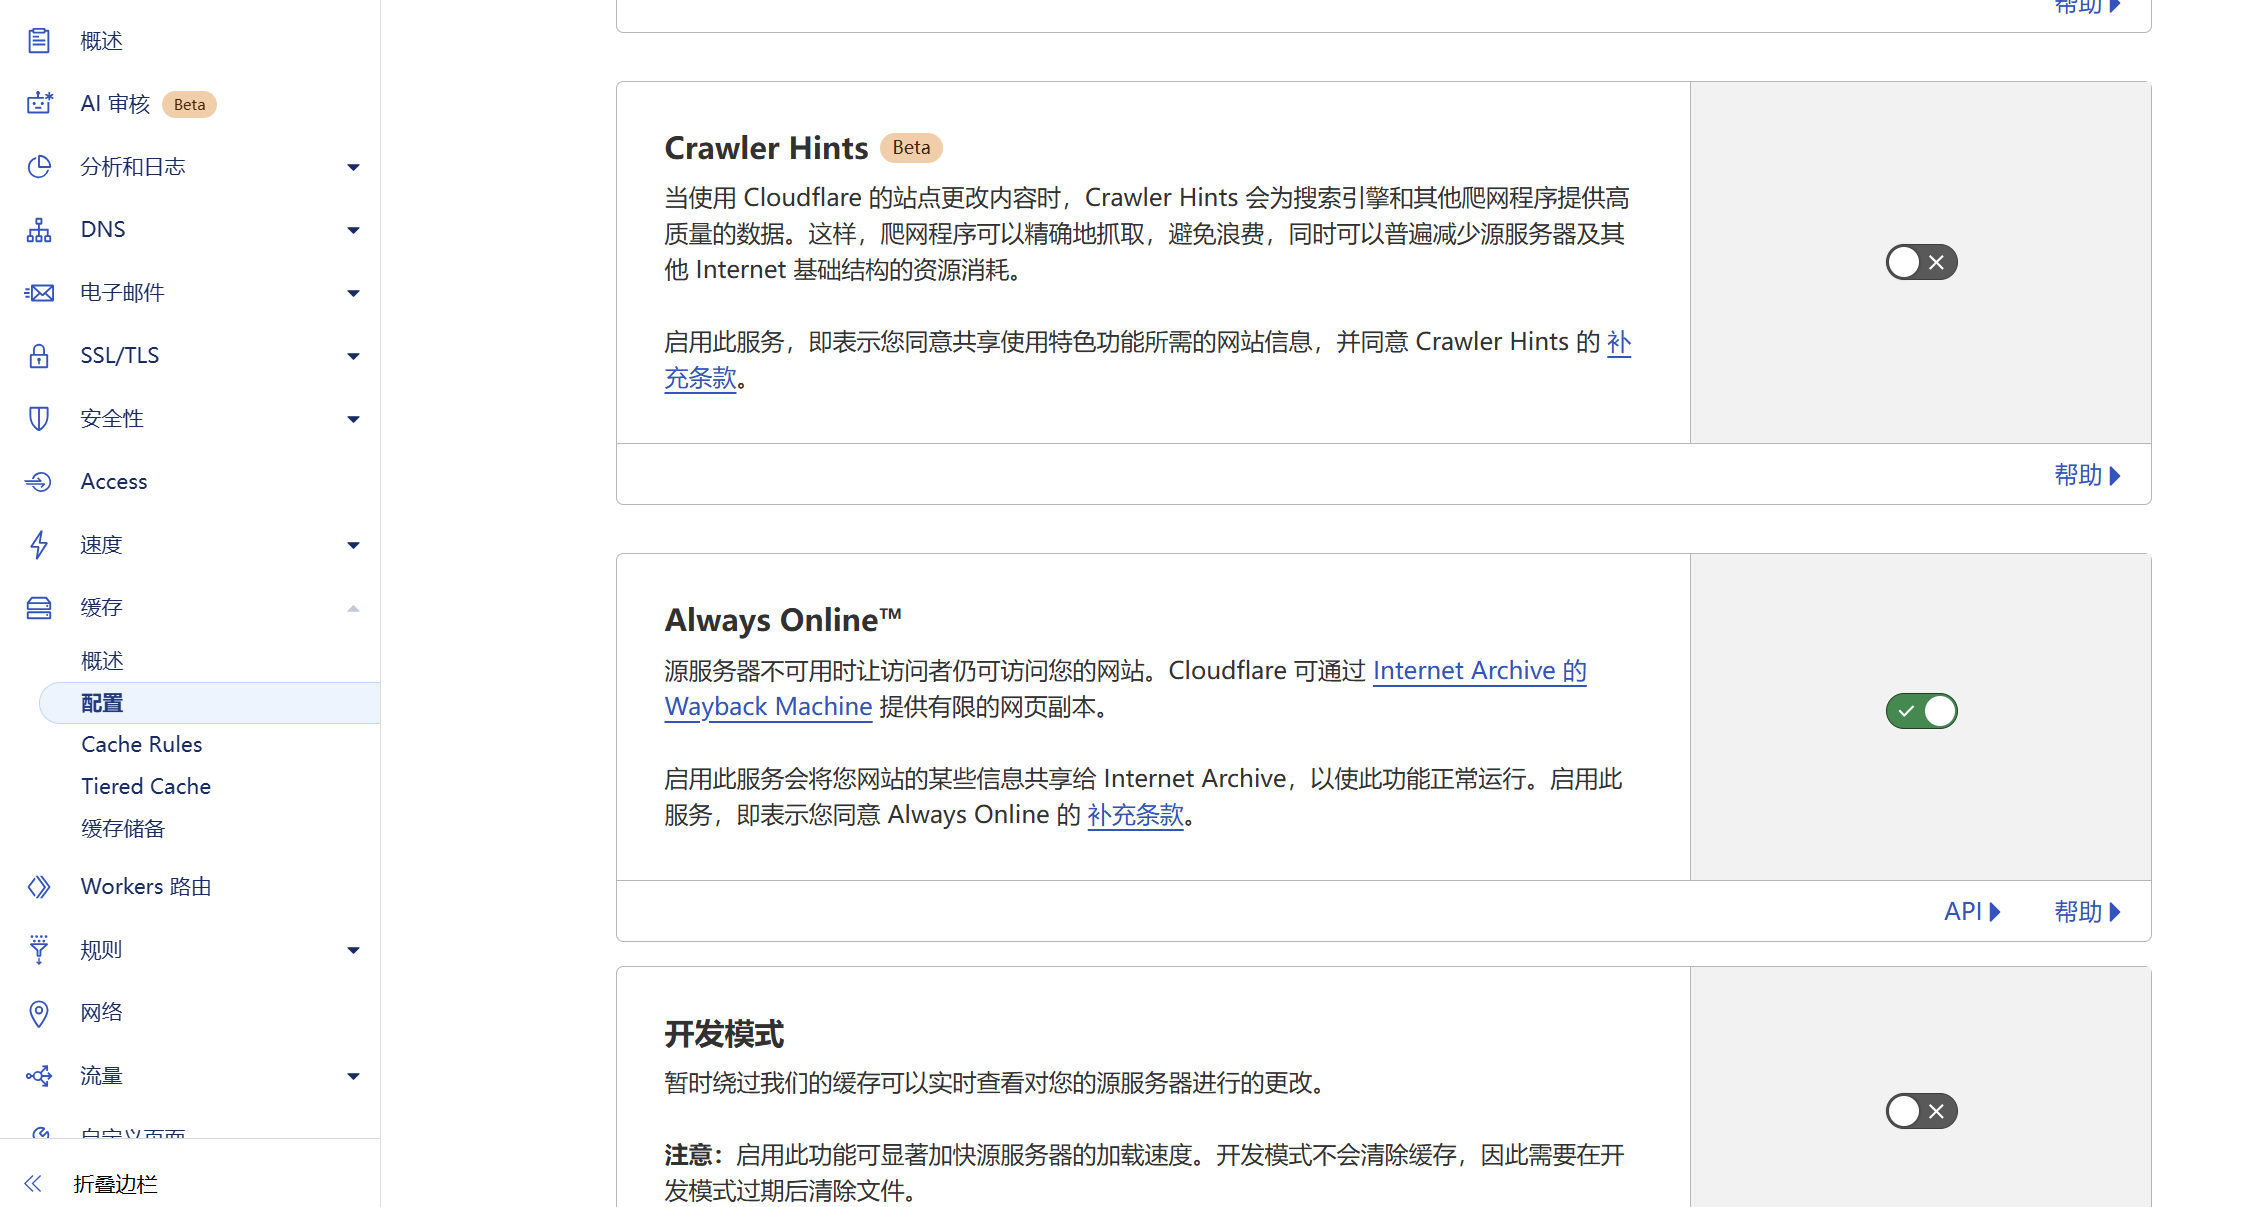 概述
AI 审核 Beta
分析和日志
DNS
电子邮件
SSL/TLS
安全性
Access
速度
缓存
概述
配置
Cache Rules
Tiered Cache
缓存储备
Workers 路由
规则
网络
流量
自定义页面
折叠边栏
帮助
Crawler Hints Beta
当使用 Cloudflare 的站点更改内容时，Crawler Hints 会为搜索引擎和其他爬网程序提供高
质量的数据。这样，爬网程序可以精确地抓取，避免浪费，同时可以普遍减少源服务器及其
他 Internet 基础结构的资源消耗。
启用此服务，即表示您同意共享使用特色功能所需的网站信息，并同意 Crawler Hints 的 补
充条款。
帮助
Always Online™
源服务器不可用时让访问者仍可访问您的网站。Cloudflare 可通过 Internet Archive 的
Wayback Machine 提供有限的网页副本。
启用此服务会将您网站的某些信息共享给 Internet Archive，以使此功能正常运行。启用此
服务，即表示您同意 Always Online 的 补充条款。
API 帮助
开发模式
暂时绕过我们的缓存可以实时查看对您的源服务器进行的更改。
注意：启用此功能可显著加快源服务器的加载速度。开发模式不会清除缓存，因此需要在开
发模式过期后清除文件。